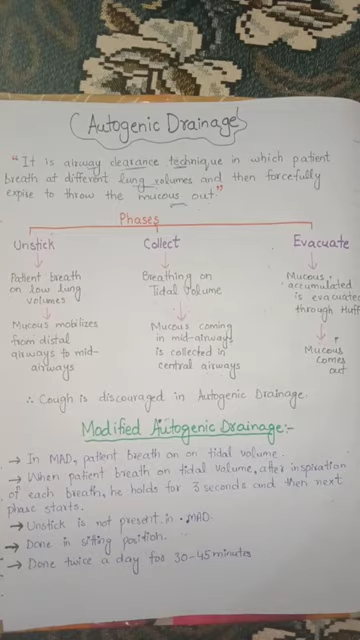 Autogenic Drainage
"It is airway clearance technique in which patient
breath at different lung volumes and then forcefully
expire to throw the mucous out."
Phases
Unstick
Collect
Evacuate
Patient breath
on low lung
volumes
Breathing on
Tidal Volume
Mucous
accumulated
is evacuated
through Huff
Mucous mobilizes
from distal
airways to mid-
airways
Mucous coming
in mid-airways
is collected in
central airways
Mucous
comes
out
∴ Cough is discouraged in Autogenic Drainage.
Modified Autogenic Drainage:-
→ In MAD, patient breath on on tidal volume.
→ When patient breath on tidal volume, after inspiration
of each breath, he holds for 3 seconds and then next
phase starts.
→ Unstick is not present in MAD.
→ Done in sitting position.
→ Done twice a day for 30-45 minutes